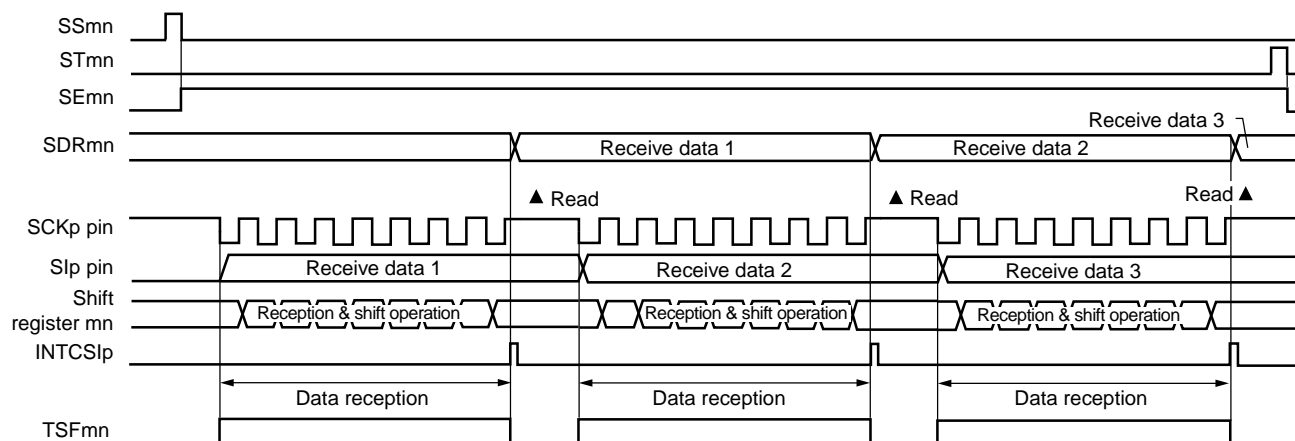 SSmn
STmn
SEmn
Receive data 3
SDRmn
Receive data 1
Receive data 2
▲ Read
▲ Read
Read ▲
SCKp pin
SIp pin
Receive data 1
Receive data 2
Receive data 3
Shift
register mn
Reception & shift operation
Reception & shift operation
Reception & shift operation
INTCSIp
Data reception
Data reception
Data reception
TSFmn